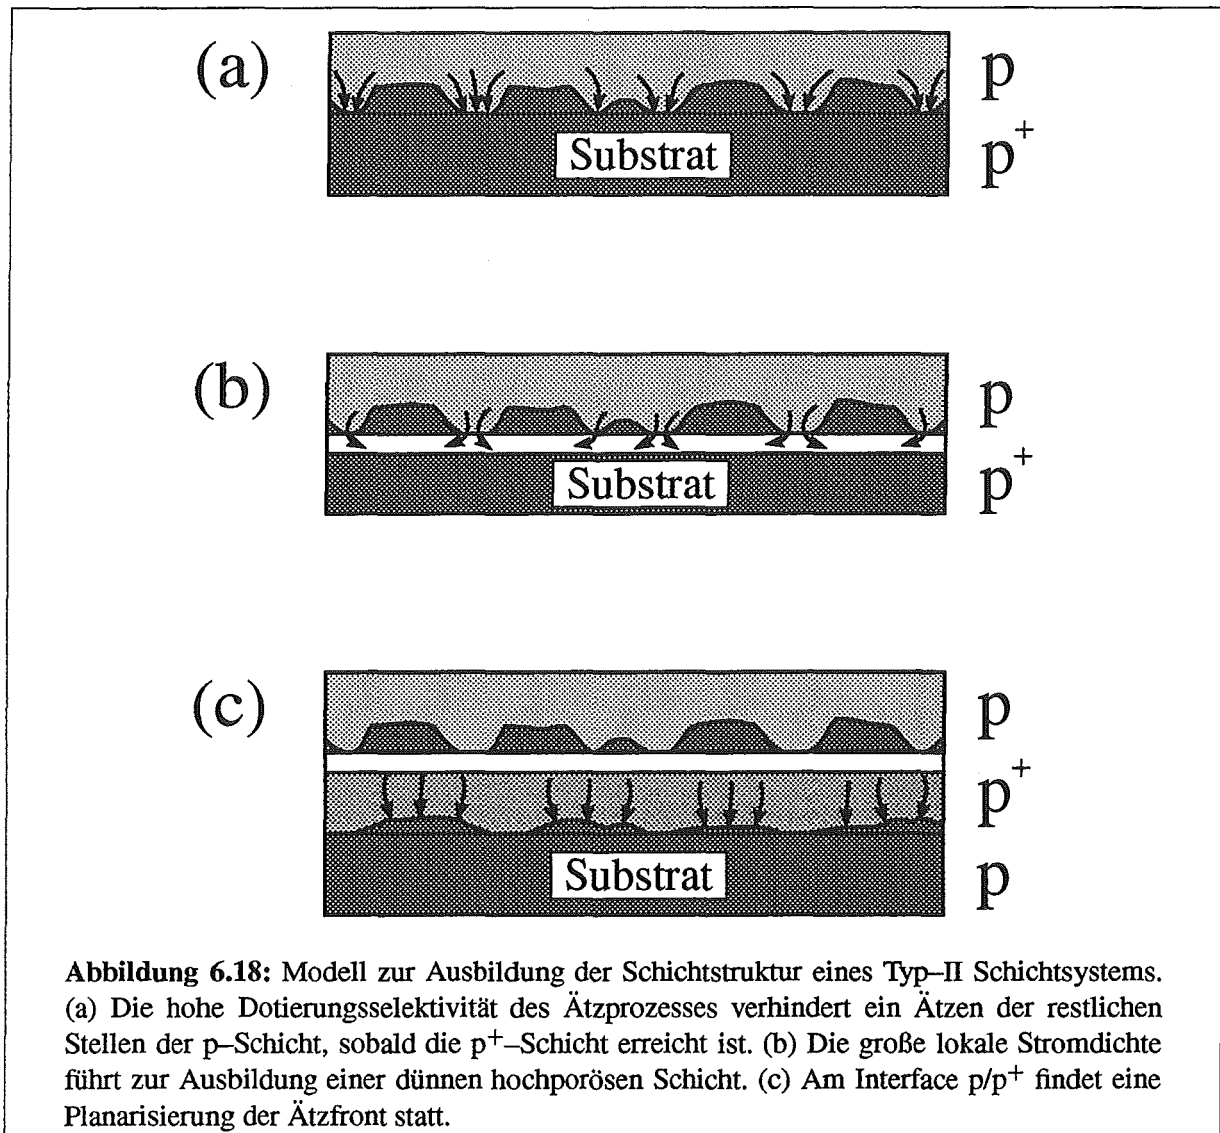 (a)
p
p⁺
Substrat
(b)
p
p⁺
Substrat
(c)
p
p⁺
p
Substrat
Abbildung 6.18: Modell zur Ausbildung der Schichtstruktur eines Typ–II Schichtsystems.
(a) Die hohe Dotierungsselektivität des Ätzprozesses verhindert ein Ätzen der restlichen
Stellen der p–Schicht, sobald die p⁺–Schicht erreicht ist. (b) Die große lokale Stromdichte
führt zur Ausbildung einer dünnen hochporösen Schicht. (c) Am Interface p/p⁺ findet eine
Planarisierung der Ätzfront statt.